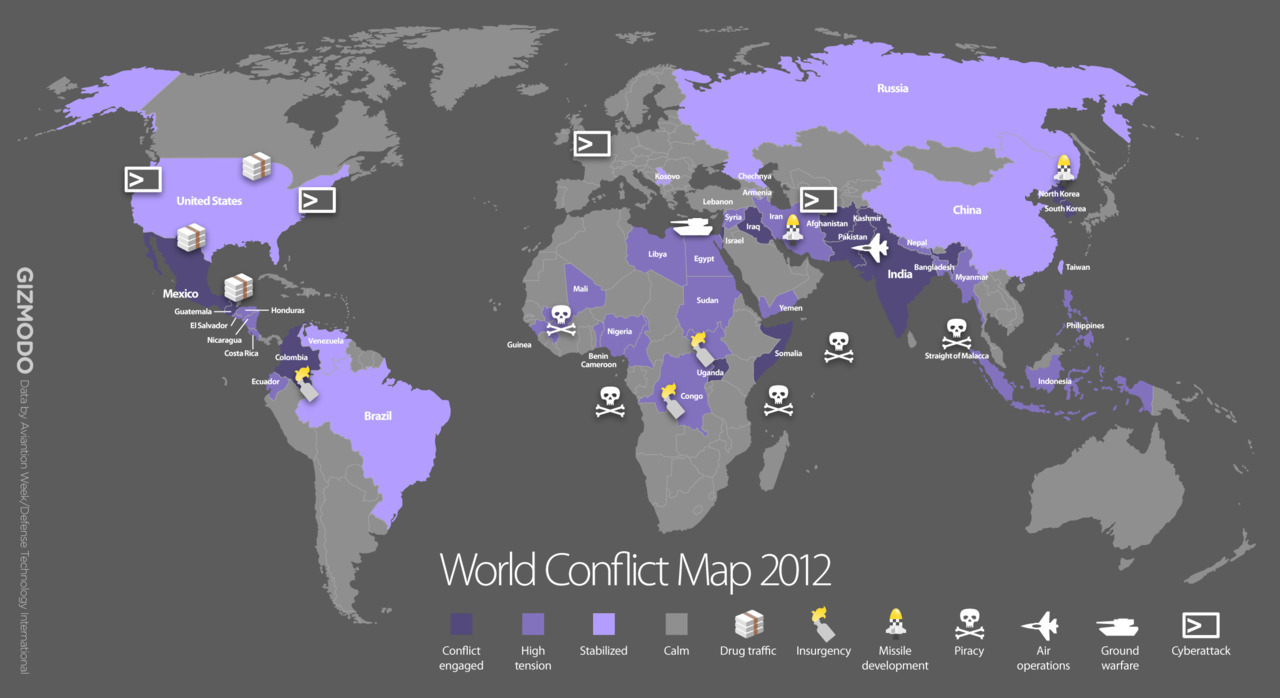 Russia
Kosovo
Chechnya
Armenia
Lebanon
Syria
Iraq
Iran
Israel
Afghanistan
Kashmir
Pakistan
North Korea
South Korea
United States
China
Nepal
India
Bangladesh
Myanmar
Taiwan
Libya
Egypt
Mexico
Guatemala
Honduras
El Salvador
Nicaragua
Costa Rica
Mali
Sudan
Yemen
Philippines
Guinea
Nigeria
Benin
Cameroon
Somalia
Straight of Malacca
Venezuela
Colombia
Ecuador
Uganda
Congo
Indonesia
Brazil
GIZMODO
Data by Aviantion Week/Defense Technology International
World Conflict Map 2012
Conflict
engaged
High
tension
Stabilized
Calm
Drug traffic
Insurgency
Missile
development
Piracy
Air
operations
Ground
warfare
Cyberattack